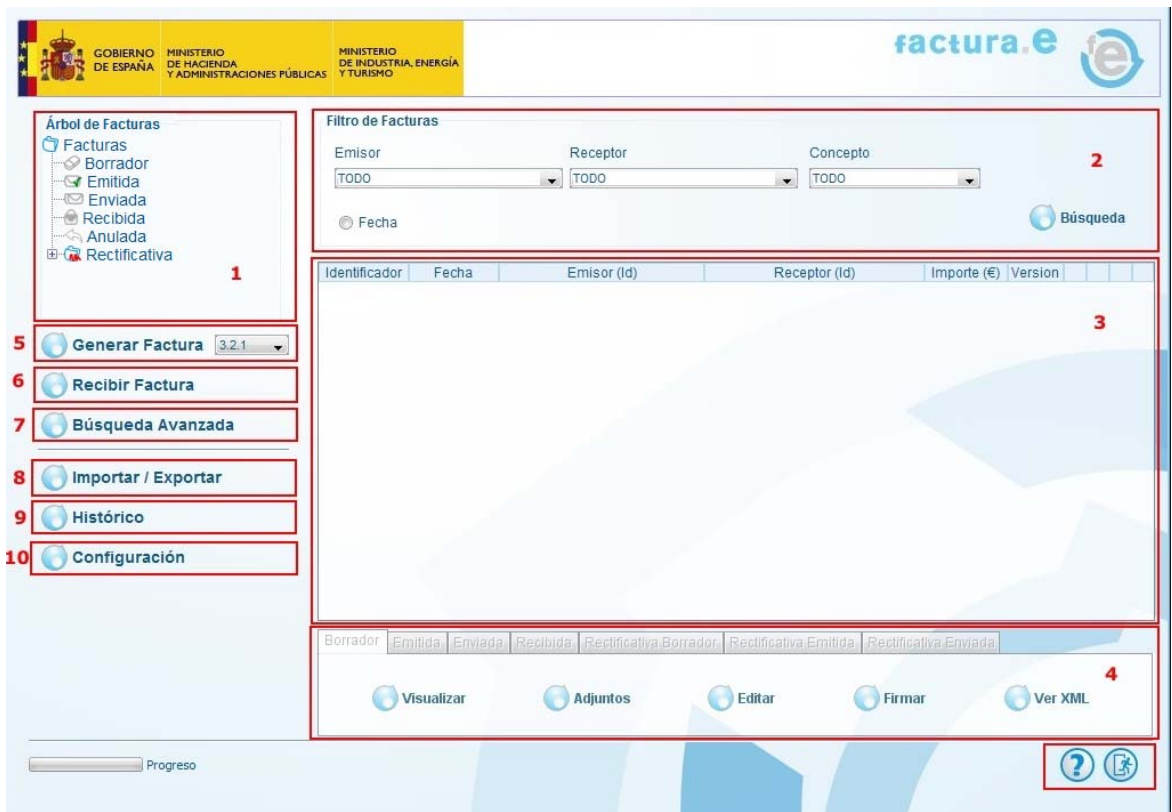 GOBIERNO DE ESPAÑA
MINISTERIO DE HACIENDA Y ADMINISTRACIONES PÚBLICAS
MINISTERIO DE INDUSTRIA, ENERGÍA Y TURISMO
factura.e
Árbol de Facturas
Facturas
Borrador
Emitida
Enviada
Recibida
Anulada
Rectificativa
1
Filtro de Facturas
Emisor Receptor Concepto
TODO TODO TODO
2
Fecha
Búsqueda
Identificador Fecha Emisor (Id) Receptor (Id) Importe (€) Version
3
5 Generar Factura 3.2.1
6 Recibir Factura
7 Búsqueda Avanzada
8 Importar / Exportar
9 Histórico
10 Configuración
Borrador Emitida Enviada Recibida Rectificativa Borrador Rectificativa Emitida Rectificativa Enviada
4
Visualizar Adjuntos Editar Firmar Ver XML
Progreso
?